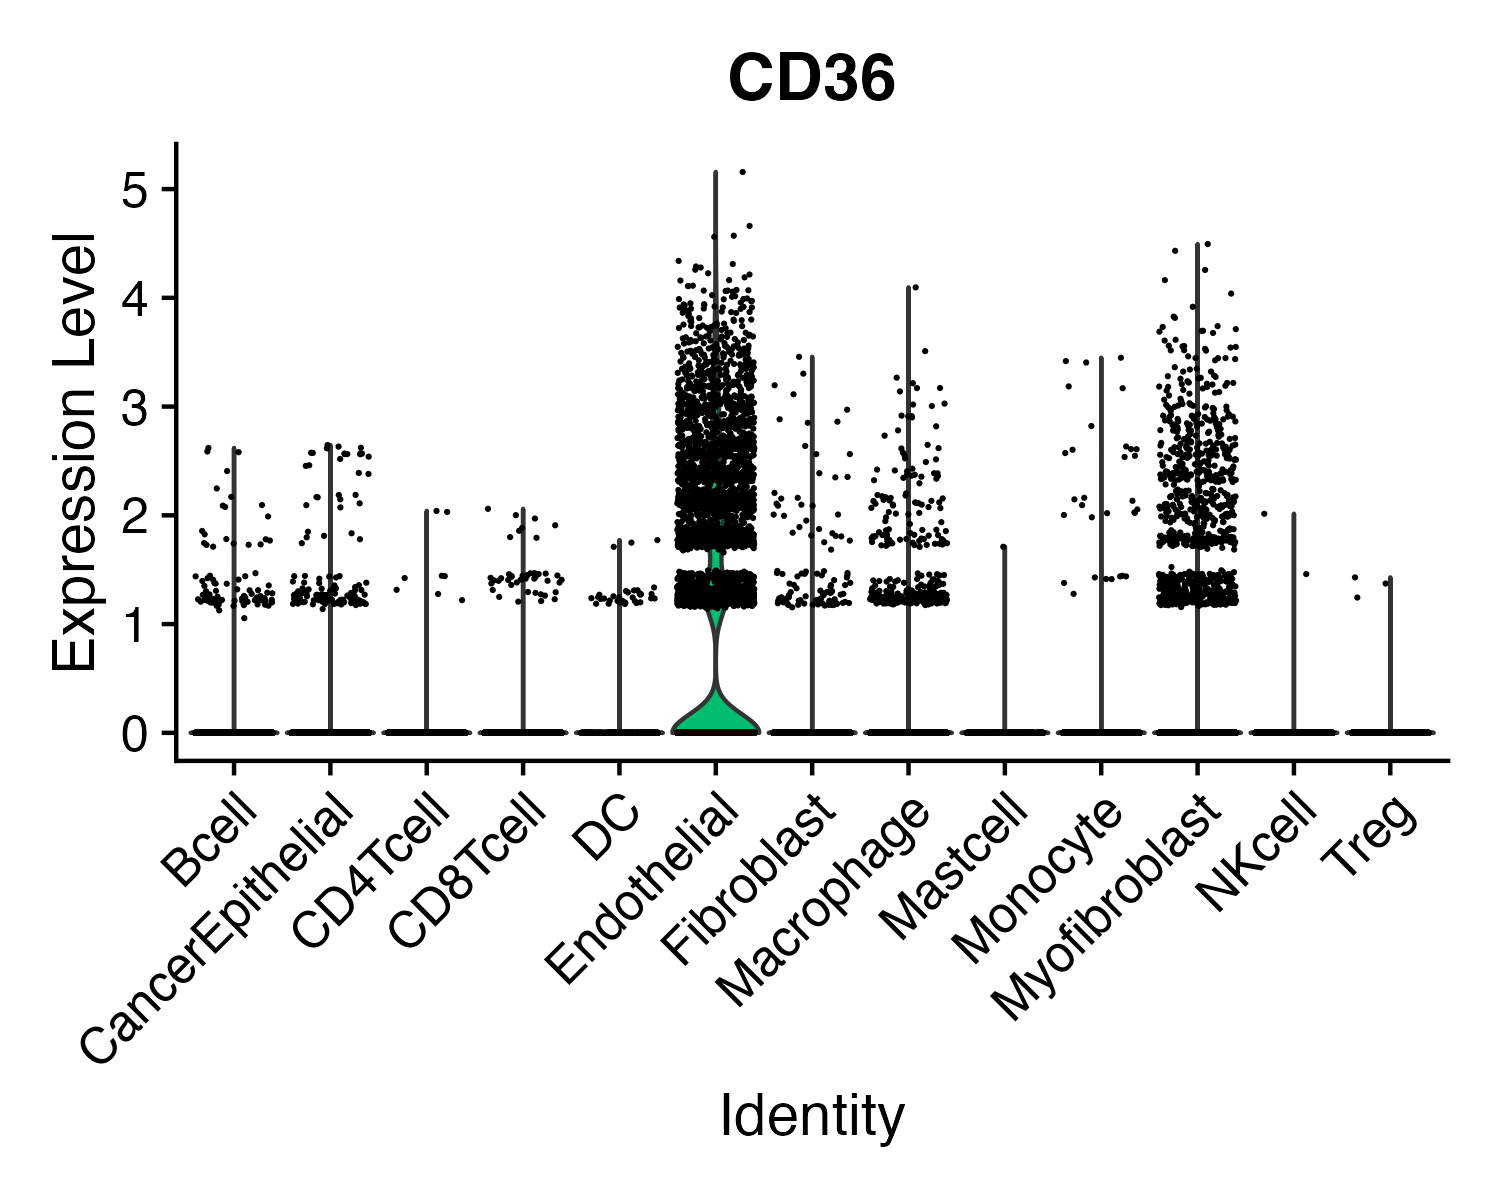 CD36
Expression Level
5
4
3
2
1
0
Bcell
CancerEpithelial
CD4Tcell
CD8Tcell
DC
Endothelial
Fibroblast
Macrophage
Mastcell
Monocyte
Myofibroblast
NKcell
Treg
Identity